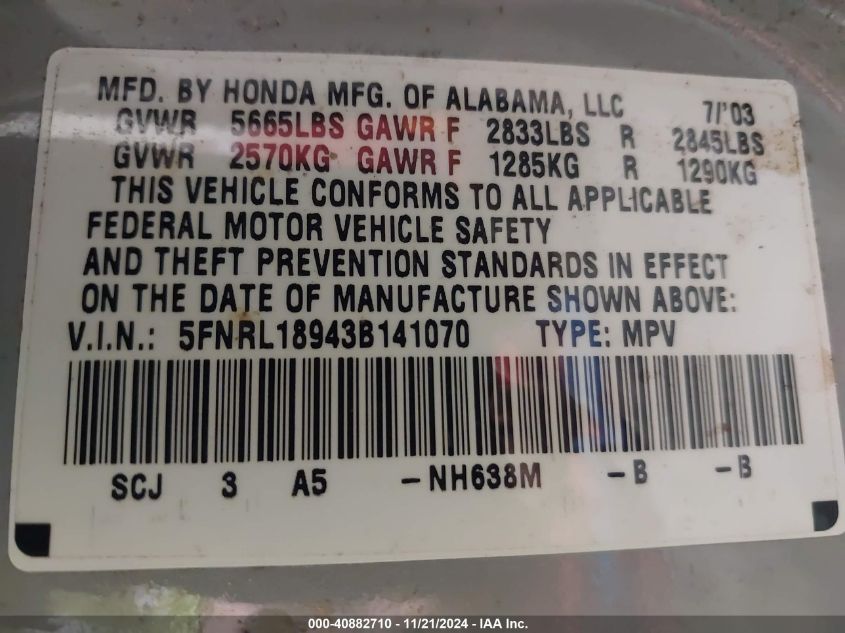 MFD. BY HONDA MFG. OF ALABAMA, LLC 7/'03
GVWR 5665LBS GAWR F 2833LBS R 2845LBS
GVWR 2570KG GAWR F 1285KG R 1290KG
THIS VEHICLE CONFORMS TO ALL APPLICABLE
FEDERAL MOTOR VEHICLE SAFETY
AND THEFT PREVENTION STANDARDS IN EFFECT
ON THE DATE OF MANUFACTURE SHOWN ABOVE:
V.I.N.: 5FNRL18943B141070 TYPE: MPV
SCJ 3 A5 -NH638M -B -B
000-40882710 - 11/21/2024 - IAA Inc.